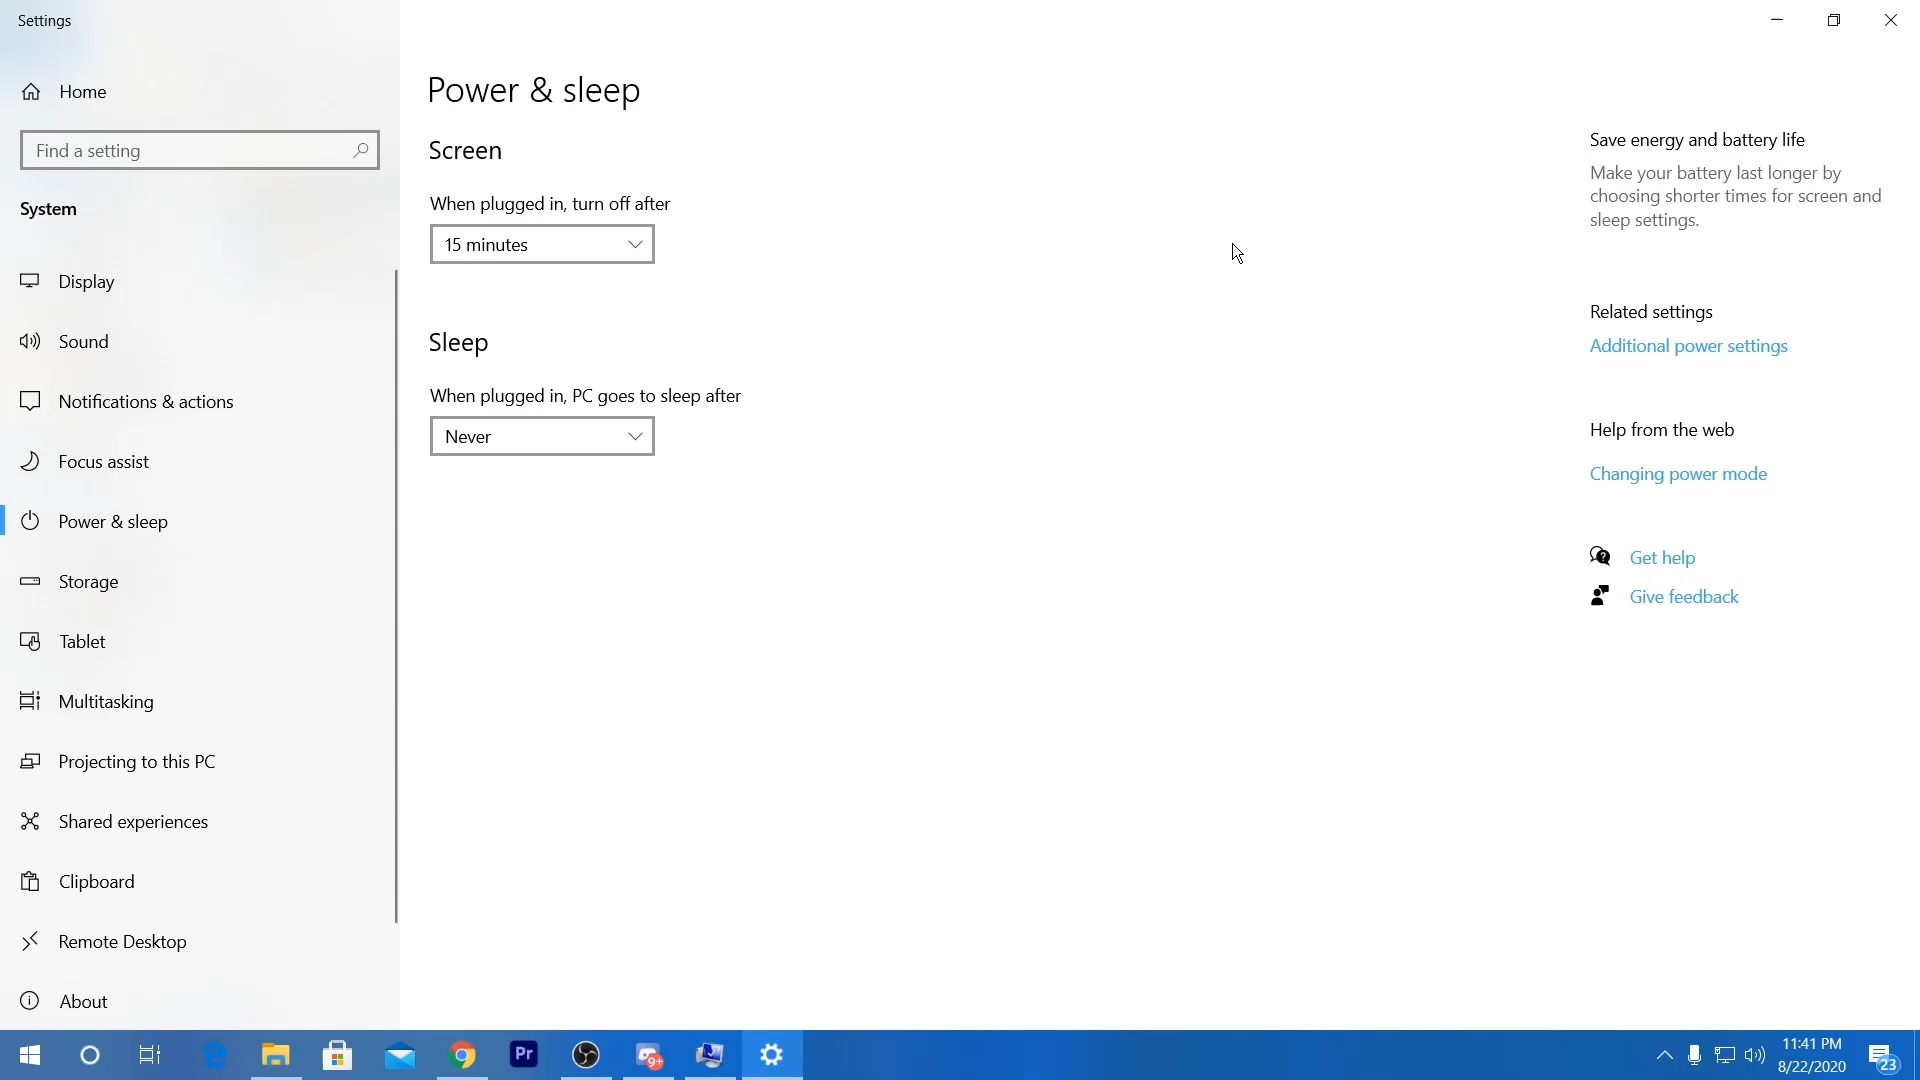 Settings
Home
Find a setting
System
Display
Sound
Notifications & actions
Focus assist
Power & sleep
Storage
Tablet
Multitasking
Projecting to this PC
Shared experiences
Clipboard
Remote Desktop
About
Power & sleep
Screen
When plugged in, turn off after
15 minutes
Sleep
When plugged in, PC goes to sleep after
Never
Save energy and battery life
Make your battery last longer by
choosing shorter times for screen and
sleep settings.
Related settings
Additional power settings
Help from the web
Changing power mode
Get help
Give feedback
Pr
9+
11:41 PM
8/22/2020
23